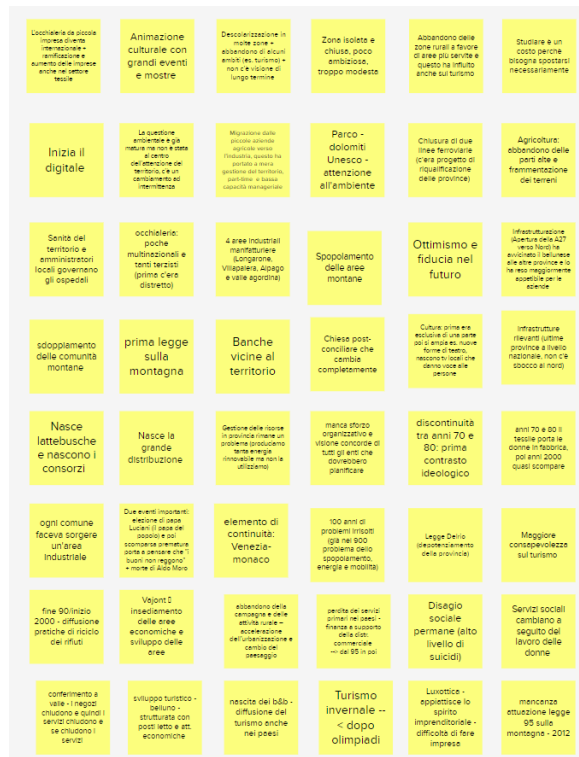 L'occhialeria da piccola
impresa diventa
internazionale +
ramificazione e
aumento delle imprese
anche nel settore
tessile
Animazione
culturale con
grandi eventi
e mostre
Descolarizzazione in
molte zone +
abbandono di alcuni
ambiti (es. turismo) +
non c'è visione di
lungo termine
Zona isolata e
chiusa, poco
ambiziosa,
troppo modesta
Abbandono delle
zone rurali a favore
di aree più servite e
questo ha influito
anche sul turismo
Studiare è un
costo perchè
bisogna spostarsi
necessariamente
Inizia il
digitale
La questione
ambientale è già
matura ma non è stata
al centro
dell'attenzione del
territorio, c'è un
cambiamento ad
intermittenza
Migrazione dalle
piccole aziende
agricole verso
l'industria, questo ha
portato a mera
gestione del territorio,
part-time e bassa
capacità manageriale
Parco -
dolomiti
Unesco -
attenzione
all'ambiente
Chiusura di due
linee ferroviarie
(c'era progetto di
riqualificazione
delle province)
Agricoltura:
abbandono delle
parti alte e
frammentazione
dei terreni
Sanità del
territorio e
amministratori
locali governano
gli ospedali
occhialeria:
poche
multinazionali e
tanti terzisti
(prima c'era
distretto)
4 aree industriali
manifatturiere
(Longarone,
Villapaiera, Alpago
e valle agordina)
Spopolamento
delle aree
montane
Ottimismo e
fiducia nel
futuro
Infrastrutturazione
(Apertura della A27
verso Nord) ha
avvicinato il bellunese
alle altre province e lo
ha reso maggiormente
appetibile per le
aziende
sdoppiamento
delle comunità
montane
prima legge
sulla
montagna
Banche
vicine al
territorio
Chiesa post-
conciliare che
cambia
completamente
Cultura: prima era
esclusiva di una parte
poi si amplia es. nuove
forme di teatro,
nascono tv locali che
danno voce alle
persone
Infrastrutture
rilevanti (ultime
province a livello
nazionale, non c'è
sbocco al nord)
Nasce
lattebusche
e nascono i
consorzi
Nasce la
grande
distribuzione
Gestione delle risorse
in provincia rimane un
problema (produciamo
tanta energia
rinnovabile ma non la
utilizziamo)
manca sforzo
organizzativo e
visione concorde di
tutti gli enti che
dovrebbero
pianificare
discontinuità
tra anni 70 e
80: prima
contrasto
ideologico
anni 70 e 80 il
tessile porta le
donne in fabbrica,
poi anni 2000
quasi scompare
ogni comune
faceva sorgere
un'area
industriale
Due eventi importanti:
elezione di papa
Luciani (il papa del
popolo) e poi
scomparsa prematura
porta a pensare che "i
buoni non reggono"
+ morte di Aldo Moro
elemento di
continuità:
Venezia-
monaco
100 anni di
problemi irrisolti
(già nel 900
problema dello
spopolamento,
energia e mobilità)
Legge Delrio
(depotenziamento
della provincia)
Maggiore
consapevolezza
sul turismo
fine 90/inizio
2000 - diffusione
pratiche di riciclo
dei rifiuti
Vajont
insediamento
delle aree
economiche e
sviluppo delle
aree
abbandono della
campagna e delle
attività rurale –
accelerazione
dell'urbanizzazione e
cambio del
paesaggio
perdita dei servizi
primari nei paesi -
finanza a supporto
della distr.
commerciale
--> dal 95 in poi
Disagio
sociale
permane (alto
livello di
suicidi)
Servizi sociali
cambiano a
seguito del
lavoro delle
donne
conferimento a
valle - i negozi
chiudono e quindi i
servizi chiudono e
se chiudono i
servizi
sviluppo turistico -
belluno -
strutturata con
posti letto e att.
economiche
nascita dei b&b -
diffusione del
turismo anche
nei paesi
Turismo
invernale --
< dopo
olimpiadi
Luxottica -
appiattisce lo
spirito
imprenditoriale -
difficoltà di fare
impresa
mancanza
attuazione legge
95 sulla
montagna - 2012